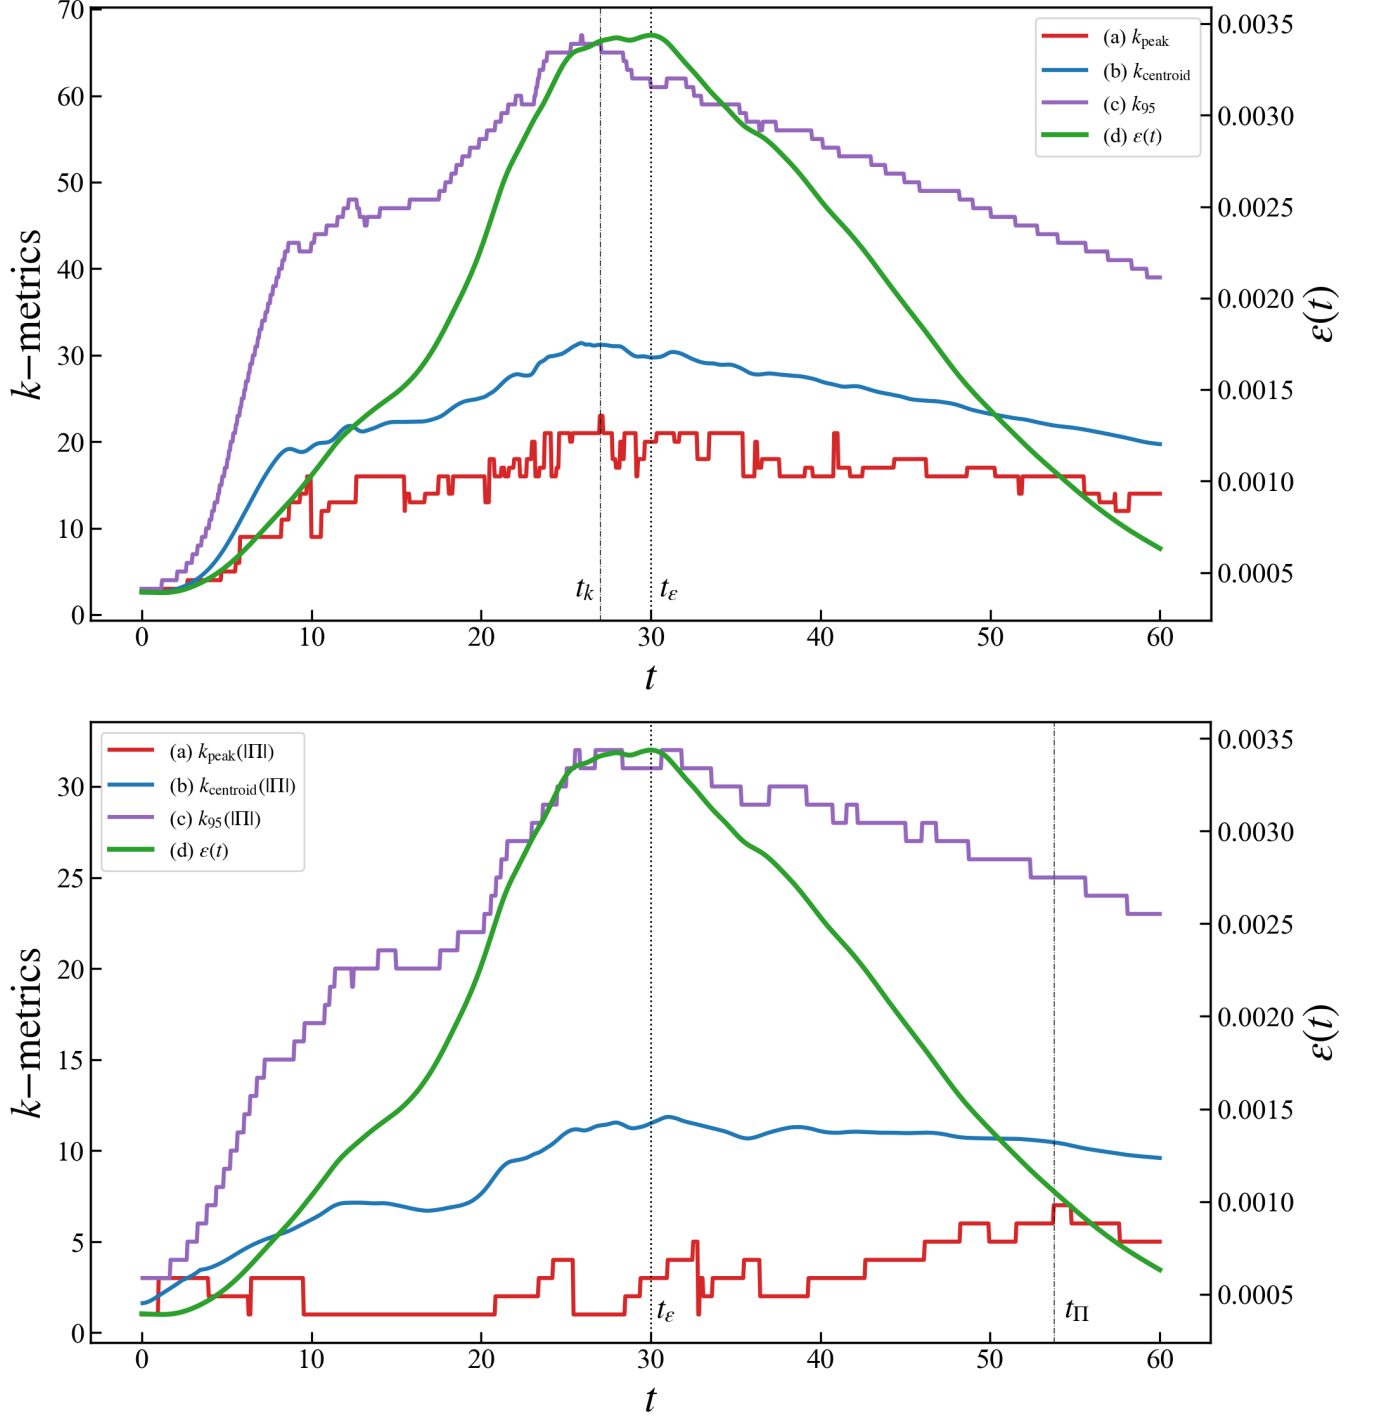 70
60
50
40
30
20
10
0
k−metrics
0.0035
0.0030
0.0025
0.0020
0.0015
0.0010
0.0005
ε(t)
(a) k_peak
(b) k_centroid
(c) k_95
(d) ε(t)
t_k
t_ε
0 10 20 30 40 50 60
t
30
25
20
15
10
5
0
k−metrics
(a) k_peak(|Π|)
(b) k_centroid(|Π|)
(c) k_95(|Π|)
(d) ε(t)
0.0035
0.0030
0.0025
0.0020
0.0015
0.0010
0.0005
ε(t)
t_ε
t_Π
0 10 20 30 40 50 60
t